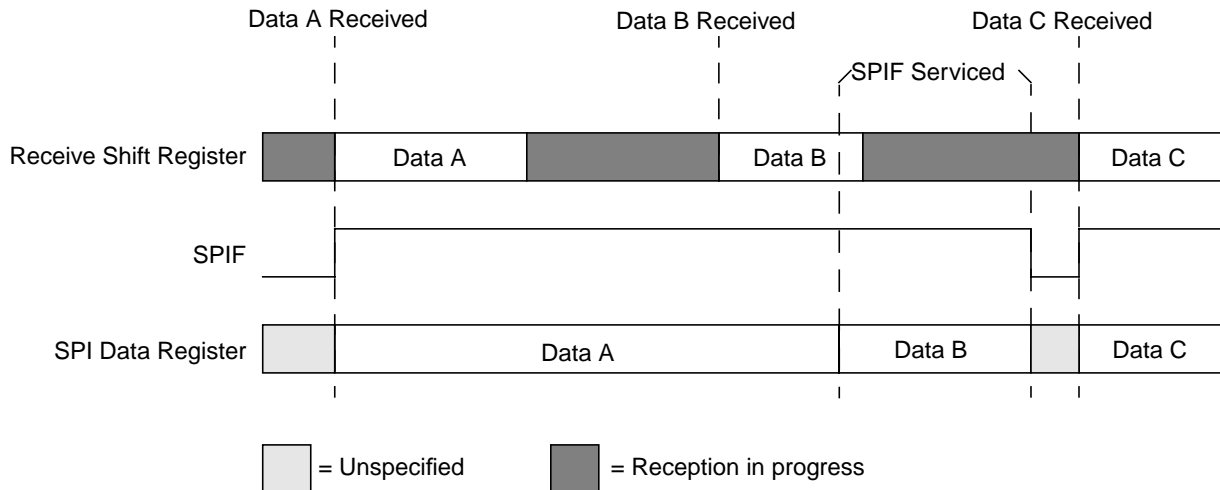 Data A Received
Data B Received
Data C Received
SPIF Serviced
Receive Shift Register
Data A
Data B
Data C
SPIF
SPI Data Register
Data A
Data B
Data C
= Unspecified
= Reception in progress